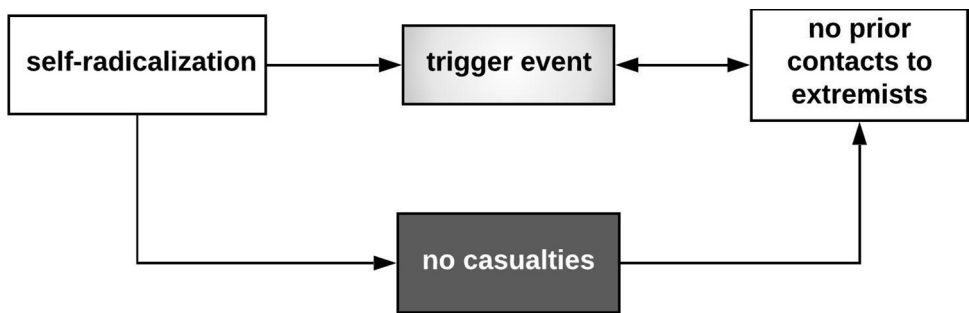 self-radicalization
trigger event
no prior
contacts to
extremists
no casualties